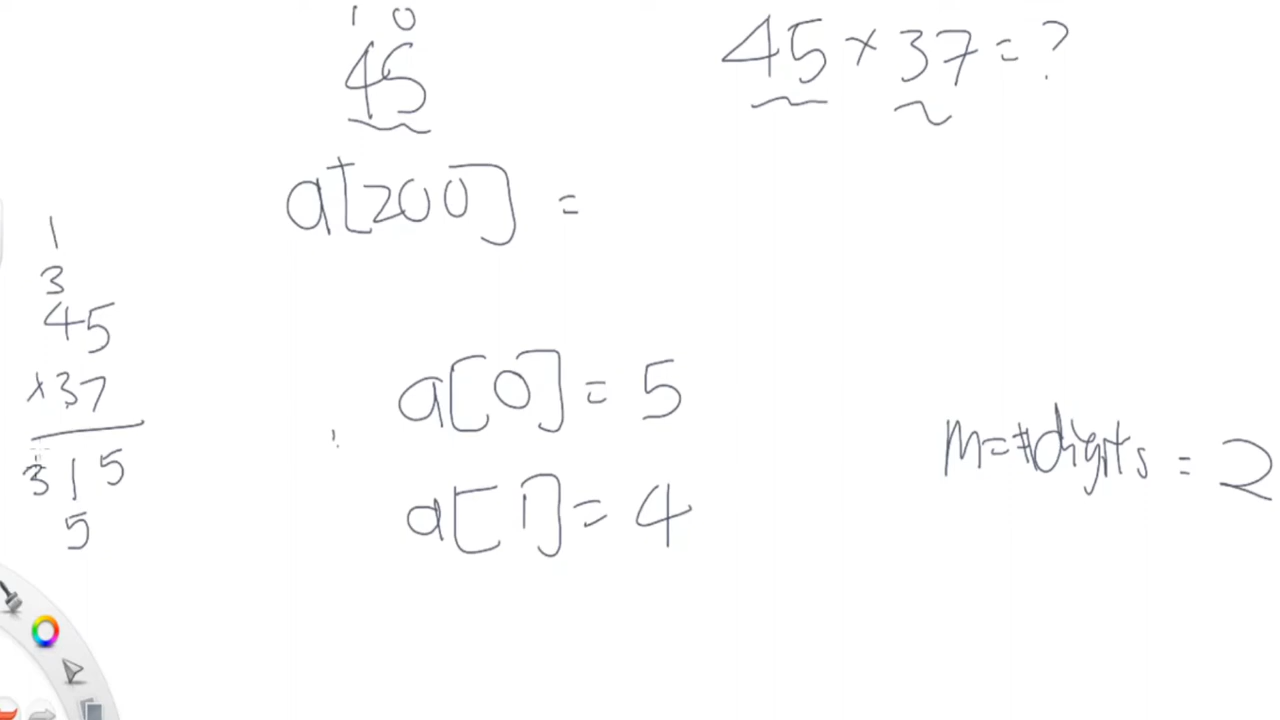 1 0
45
45 × 37 = ?
a[200] =
1
3
45
×37
315
5
a[0] = 5
a[1] = 4
m = #digits = 2